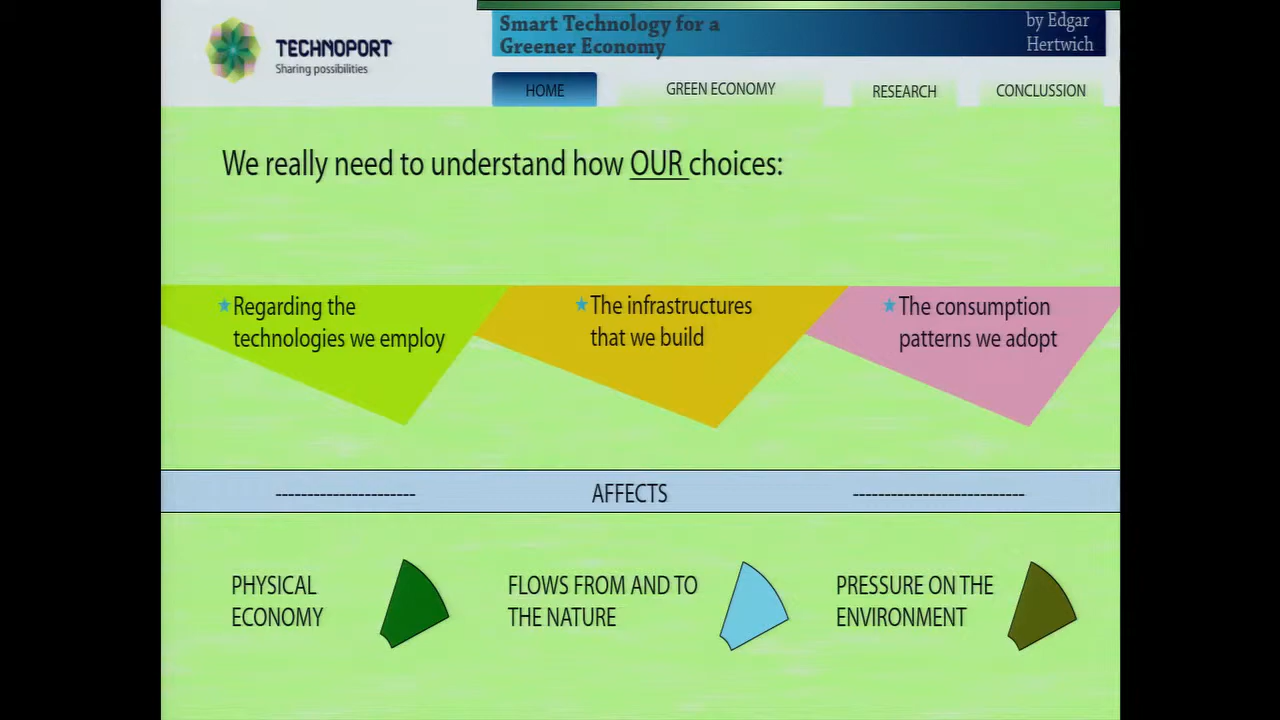 TECHNOPORT
Sharing possibilities
Smart Technology for a
Greener Economy
by Edgar
Hertwich
HOME
GREEN ECONOMY
RESEARCH
CONCLUSSION
We really need to understand how OUR choices:
Regarding the
technologies we employ
The infrastructures
that we build
The consumption
patterns we adopt
---------------------- AFFECTS ---------------------------
PHYSICAL
ECONOMY
FLOWS FROM AND TO
THE NATURE
PRESSURE ON THE
ENVIRONMENT